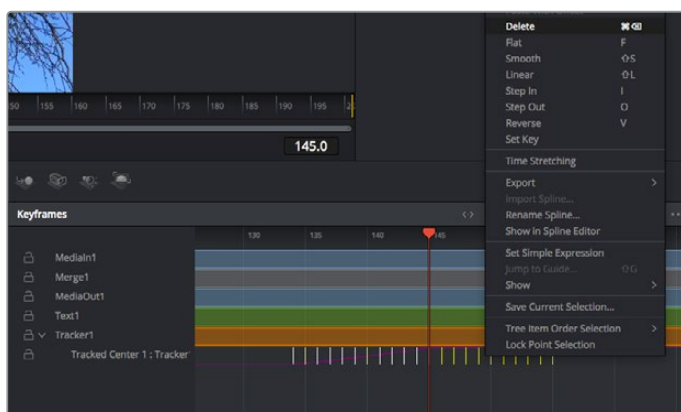 Delete ⌘⌫
Flat F
Smooth ⇧S
Linear ⇧L
Step In I
Step Out O
Reverse V
Set Key
Time Stretching
Export >
Import Spline...
Rename Spline...
Show in Spline Editor
Set Simple Expression
Jump to Guide... ⇧G
Show >
Save Current Selection...
Tree Item Order Selection >
Lock Point Selection
50 155 160 165 170 175 180 185 190 195
145.0
Keyframes
130 135 140 145
MediaIn1
Merge1
MediaOut1
Text1
Tracker1
Tracked Center 1 : Tracker